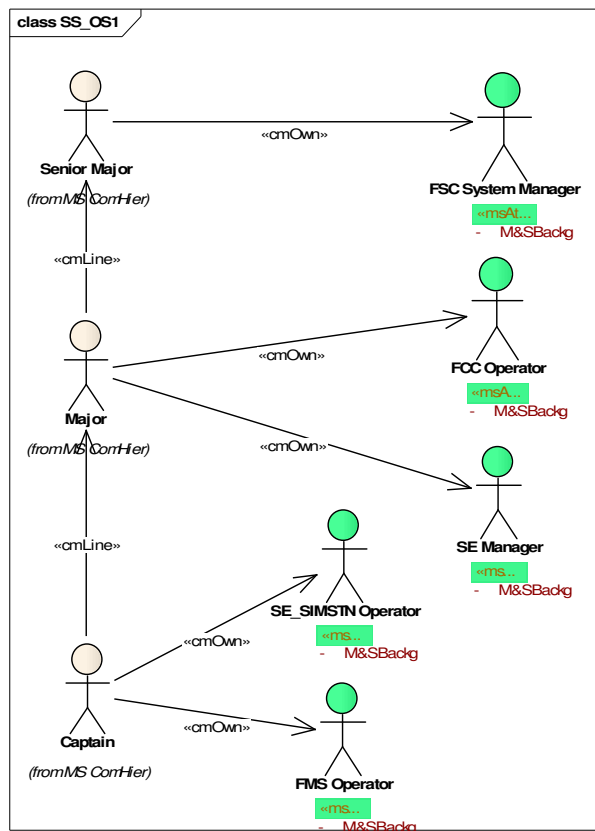 class SS_OS1
«cmOwn»
Senior Major
(from MS ComHier)
FSC System Manager
«msAt...
- M&SBackg
«cmLine»
«cmOwn»
FCC Operator
«msA...
- M&SBackg
Major
(from MS ComHier)
«cmOwn»
SE Manager
«ms...
- M&SBackg
«cmLine»
SE_SIMSTN Operator
«ms...
- M&SBackg
«cmOwn»
«cmOwn»
Captain
(from MS ComHier)
FMS Operator
«ms...
- M&SBackg